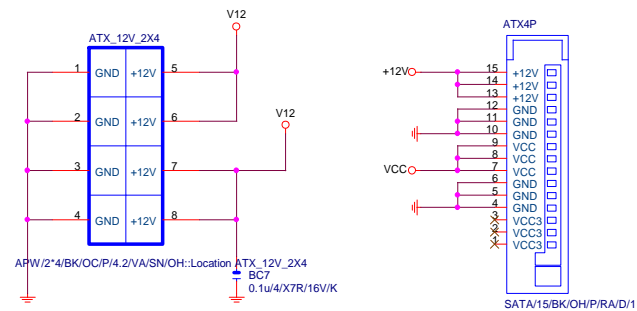 V12
ATX_12V_2X4
1 GND +12V 5
2 GND +12V 6
V12
3 GND +12V 7
4 GND +12V 8
APW/2*4/BK/OC/P/4.2/VA/SN/OH::Location ATX_12V_2X4
BC7
0.1u/4/X7R/16V/K
ATX4P
+12V 15 +12V
14 +12V
13 +12V
12 GND
11 GND
10 GND
9 VCC
8 VCC
VCC 7 VCC
6 GND
5 GND
4 GND
3 VCC3
2 VCC3
1 VCC3
SATA/15/BK/OH/P/RA/D/1